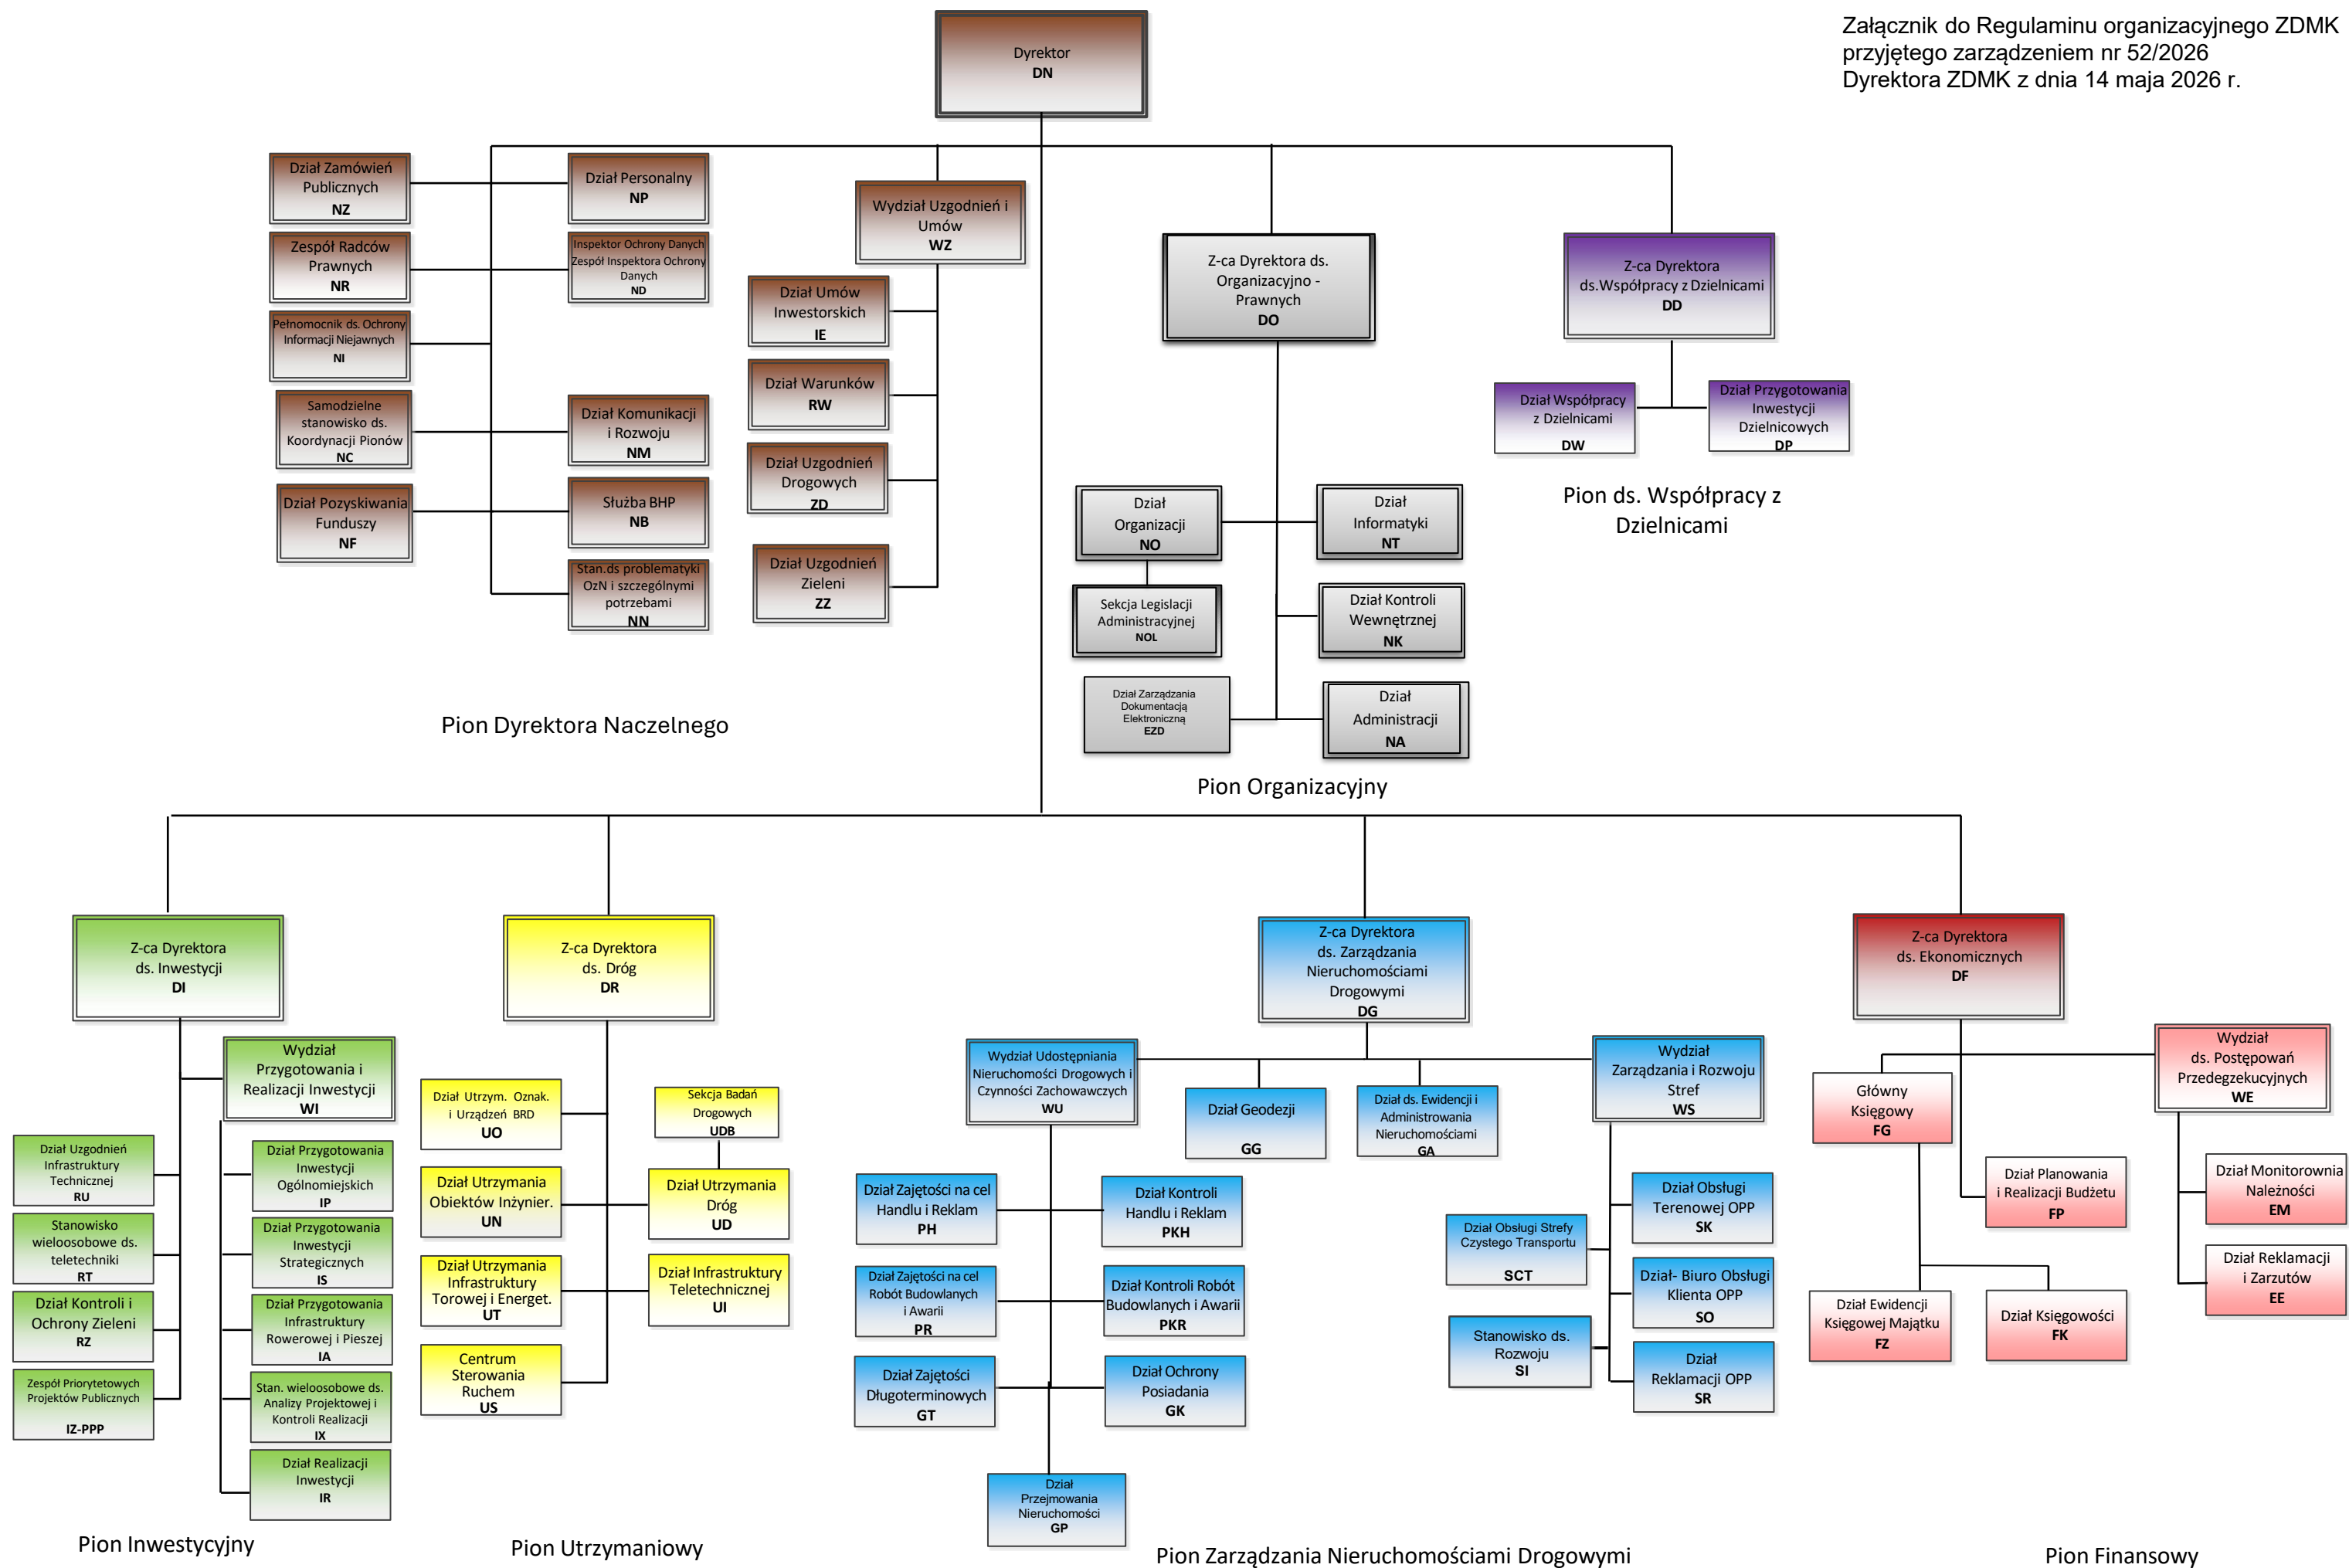 Załącznik do Regulaminu organizacyjnego ZDMK
przyjętego zarządzeniem nr 52/2026
Dyrektora ZDMK z dnia 14 maja 2026 r.
Dyrektor
DN
Dział Zamówień
Publicznych
NZ
Dział Personalny
NP
Zespół Radców
Prawnych
NR
Inspektor Ochrony Danych
Zespół Inspektora Ochrony
Danych
ND
Pełnomocnik ds. Ochrony
Informacji Niejawnych
NI
Samodzielne
stanowisko ds.
Koordynacji Pionów
NC
Dział Komunikacji
i Rozwoju
NM
Dział Pozyskiwania
Funduszy
NF
Służba BHP
NB
Stan.ds problematyki
OzN i szczególnymi
potrzebami
NN
Wydział Uzgodnień i
Umów
WZ
Dział Umów
Inwestorskich
IE
Dział Warunków
RW
Dział Uzgodnień
Drogowych
ZD
Dział Uzgodnień
Zieleni
ZZ
Pion Dyrektora Naczelnego
Z-ca Dyrektora ds.
Organizacyjno -
Prawnych
DO
Dział
Organizacji
NO
Dział
Informatyki
NT
Sekcja Legislacji
Administracyjnej
NOL
Dział Kontroli
Wewnętrznej
NK
Dział Zarządzania
Dokumentacją
Elektroniczną
EZD
Dział
Administracji
NA
Pion Organizacyjny
Z-ca Dyrektora
ds.Współpracy z Dzielnicami
DD
Dział Współpracy
z Dzielnicami
DW
Dział Przygotowania
Inwestycji
Dzielnicowych
DP
Pion ds. Współpracy z
Dzielnicami
Z-ca Dyrektora
ds. Inwestycji
DI
Wydział
Przygotowania i
Realizacji Inwestycji
WI
Dział Uzgodnień
Infrastruktury
Technicznej
RU
Stanowisko
wieloosobowe ds.
teletechniki
RT
Dział Kontroli i
Ochrony Zieleni
RZ
Zespół Priorytetowych
Projektów Publicznych
IZ-PPP
Dział Przygotowania
Inwestycji
Ogólnomiejskich
IP
Dział Przygotowania
Inwestycji
Strategicznych
IS
Dział Przygotowania
Infrastruktury
Rowerowej i Pieszej
IA
Stan. wieloosobowe ds.
Analizy Projektowej i
Kontroli Realizacji
IX
Dział Realizacji
Inwestycji
IR
Pion Inwestycyjny
Z-ca Dyrektora
ds. Dróg
DR
Dział Utrzym. Oznak.
i Urządzeń BRD
UO
Sekcja Badań
Drogowych
UDB
Dział Utrzymania
Obiektów Inżynier.
UN
Dział Utrzymania
Dróg
UD
Dział Utrzymania
Infrastruktury
Torowej i Energet.
UT
Dział Infrastruktury
Teletechnicznej
UI
Centrum
Sterowania
Ruchem
US
Pion Utrzymaniowy
Z-ca Dyrektora
ds. Zarządzania
Nieruchomościami
Drogowymi
DG
Wydział Udostępniania
Nieruchomości Drogowych i
Czynności Zachowawczych
WU
Dział Geodezji
GG
Dział ds. Ewidencji i
Administrowania
Nieruchomościami
GA
Wydział
Zarządzania i Rozwoju
Stref
WS
Dział Zajętości na cel
Handlu i Reklam
PH
Dział Kontroli
Handlu i Reklam
PKH
Dział Zajętości na cel
Robót Budowlanych
i Awarii
PR
Dział Kontroli Robót
Budowlanych i Awarii
PKR
Dział Zajętości
Długoterminowych
GT
Dział Ochrony
Posiadania
GK
Dział
Przejmowania
Nieruchomości
GP
Dział Obsługi
Terenowej OPP
SK
Dział Obsługi Strefy
Czystego Transportu
SCT
Dział- Biuro Obsługi
Klienta OPP
SO
Stanowisko ds.
Rozwoju
SI
Dział
Reklamacji OPP
SR
Pion Zarządzania Nieruchomościami Drogowymi
Z-ca Dyrektora
ds. Ekonomicznych
DF
Główny
Księgowy
FG
Wydział
ds. Postępowań
Przedegzekucyjnych
WE
Dział Planowania
i Realizacji Budżetu
FP
Dział Monitorownia
Należności
EM
Dział Reklamacji
i Zarzutów
EE
Dział Ewidencji
Księgowej Majątku
FZ
Dział Księgowości
FK
Pion Finansowy